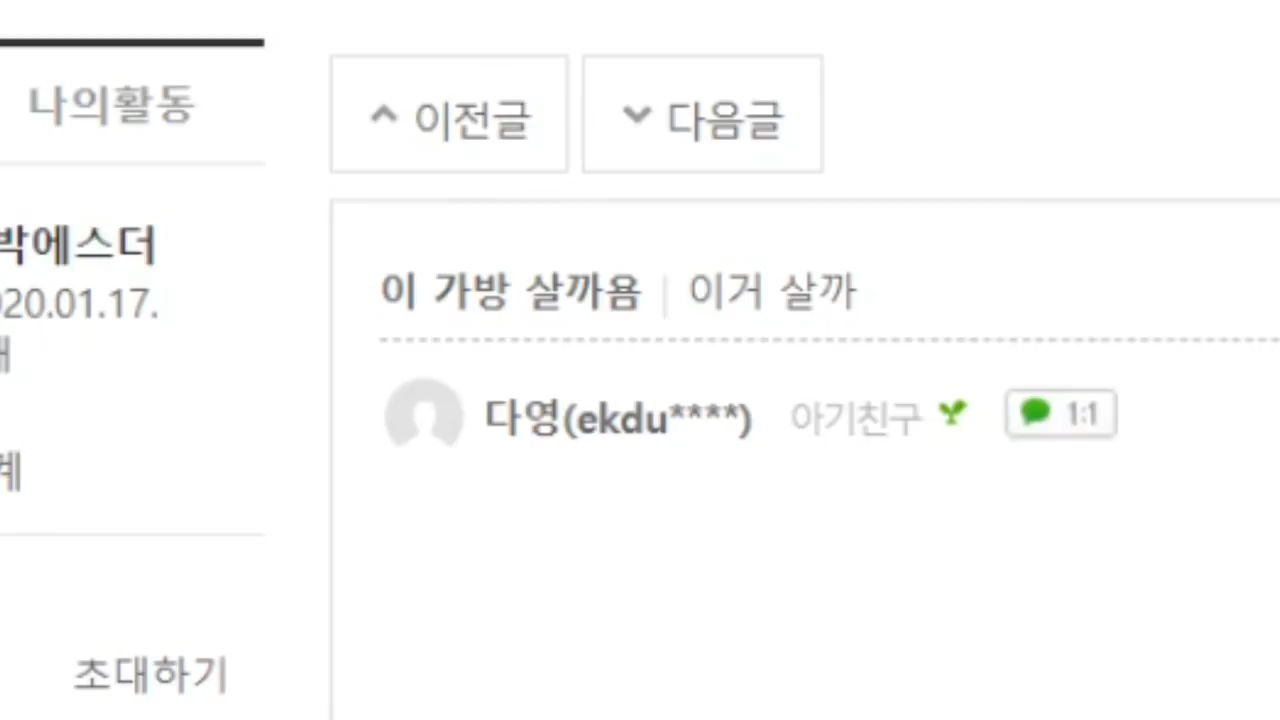 나의활동
이전글 다음글
박에스더
020.01.17.
이 가방 살까욤 이거 살까
다영(ekdu****) 아기친구 1:1
초대하기